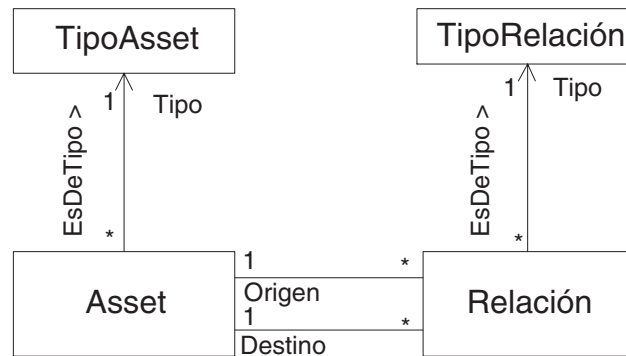 TipoAsset
TipoRelación
1
Tipo
1
Tipo
EsDeTipo >
EsDeTipo >
*
*
1
*
Asset
Origen
Relación
1
*
Destino